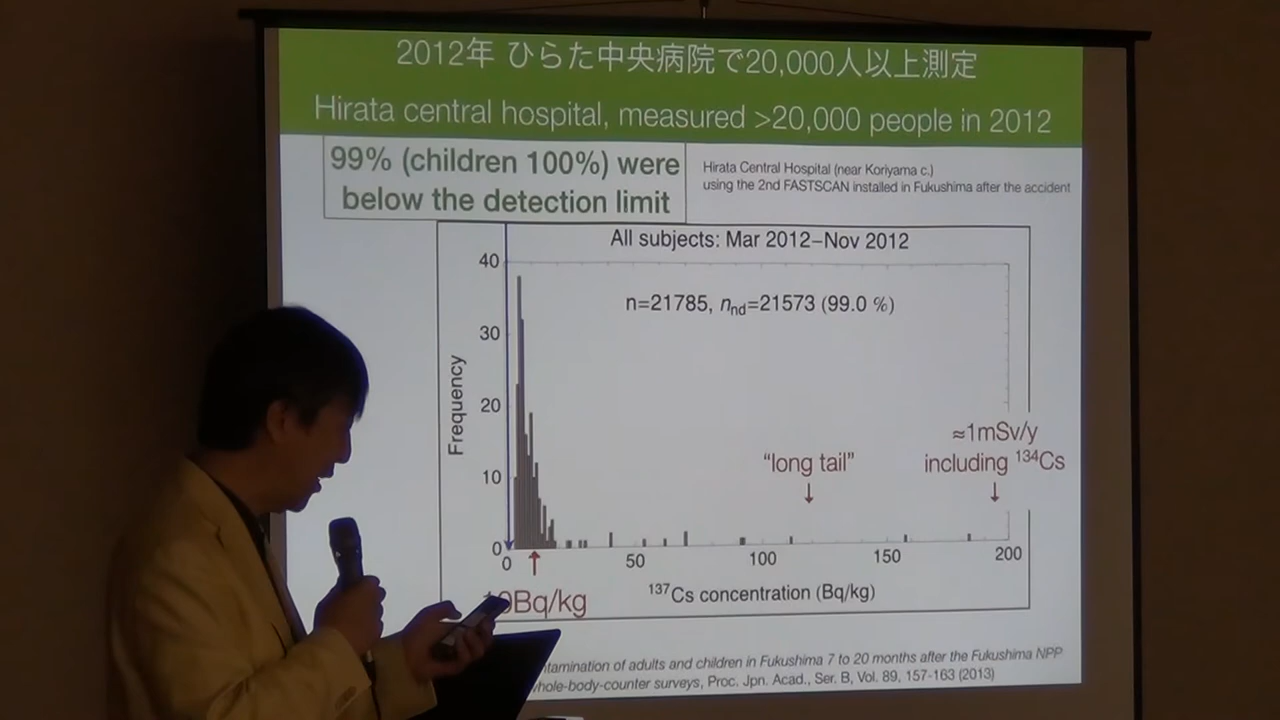 2012年 ひらた中央病院で20,000人以上測定
Hirata central hospital, measured >20,000 people in 2012
99% (children 100%) were
below the detection limit
Hirata Central Hospital (near Koriyama c.)
using the 2nd FASTSCAN installed in Fukushima after the accident
All subjects: Mar 2012–Nov 2012
n=21785, nnd=21573 (99.0 %)
Frequency
40
30
20
10
0
≈1mSv/y
including 134Cs
"long tail"
↓
↓
0
50
100
150
200
↑
Bq/kg
137Cs concentration (Bq/kg)
of adults and children in Fukushima 7 to 20 months after the Fukushima NPP
whole-body-counter surveys, Proc. Jpn. Acad., Ser. B, Vol. 89, 157-163 (2013)